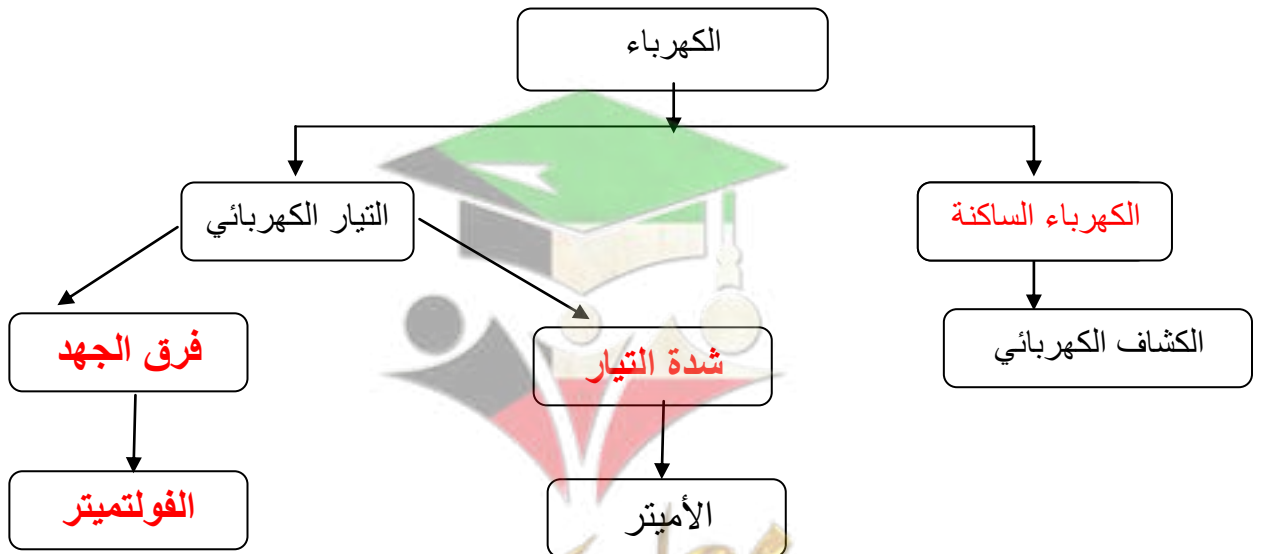 الكهرباء
الكهرباء الساكنة
التيار الكهربائي
الكشاف الكهربائي
شدة التيار
فرق الجهد
الأميتر
الفولتميتر